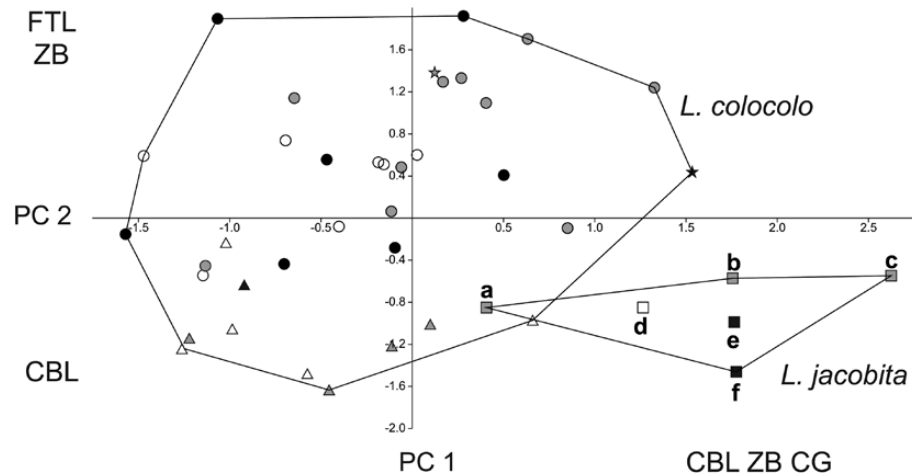 FTL
ZB
1.6
1.2
L. colocolo
0.8
0.4
PC 2
-1.5 -1.0 -0.5 0.5 1.0 1.5 2.0 2.5
-0.4
b c
a
-0.8
d
e
-1.2
CBL
L. jacobita
-1.6
f
-2.0
PC 1 CBL ZB CG